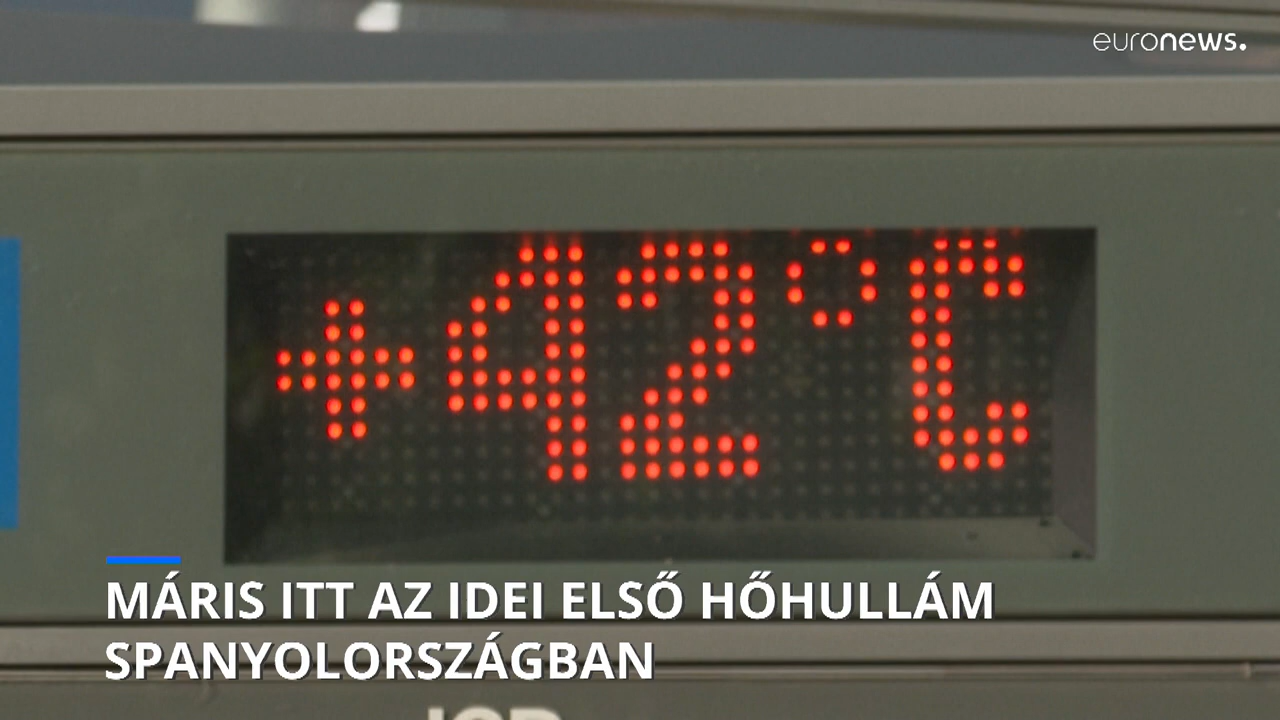 euronews.
+42°C
MÁRIS ITT AZ IDEI ELSŐ HŐHULLÁM
SPANYOLORSZÁGBAN